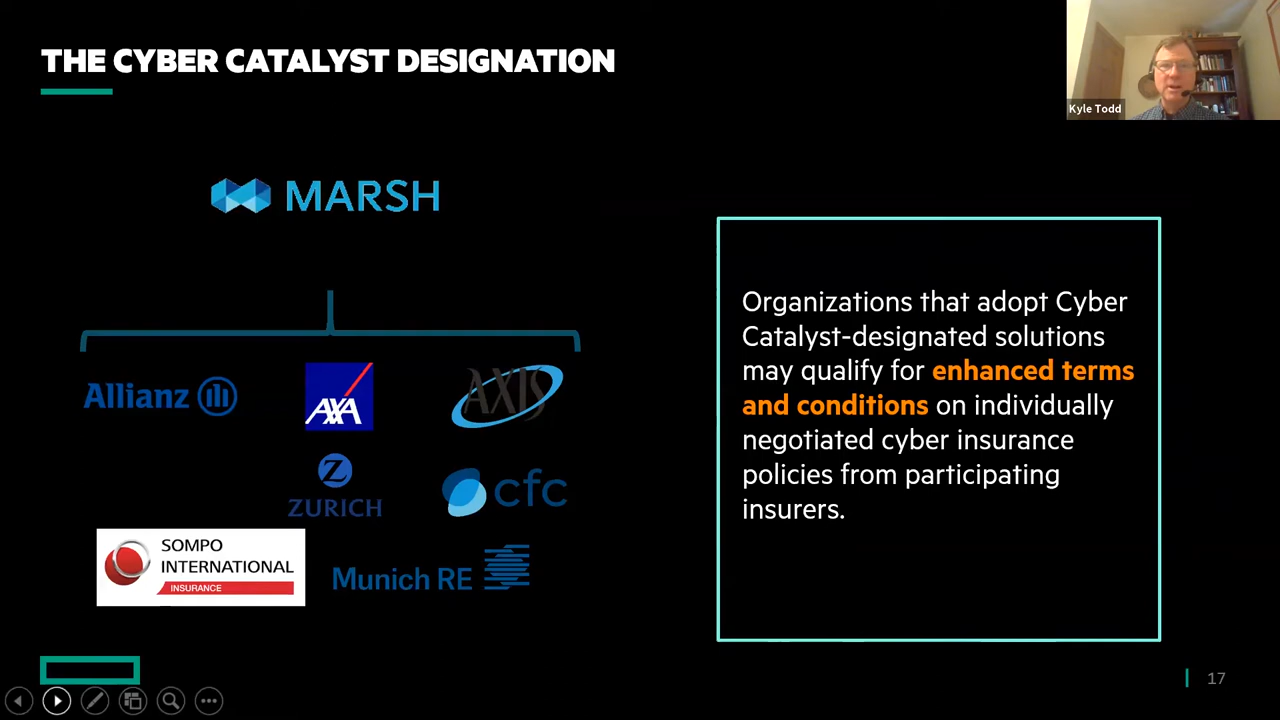 THE CYBER CATALYST DESIGNATION
Kyle Todd
MARSH
Allianz
AXA
AXIS
Z
ZURICH
cfc
SOMPO
INTERNATIONAL
INSURANCE
Munich RE
Organizations that adopt Cyber
Catalyst-designated solutions
may qualify for enhanced terms
and conditions on individually
negotiated cyber insurance
policies from participating
insurers.
17